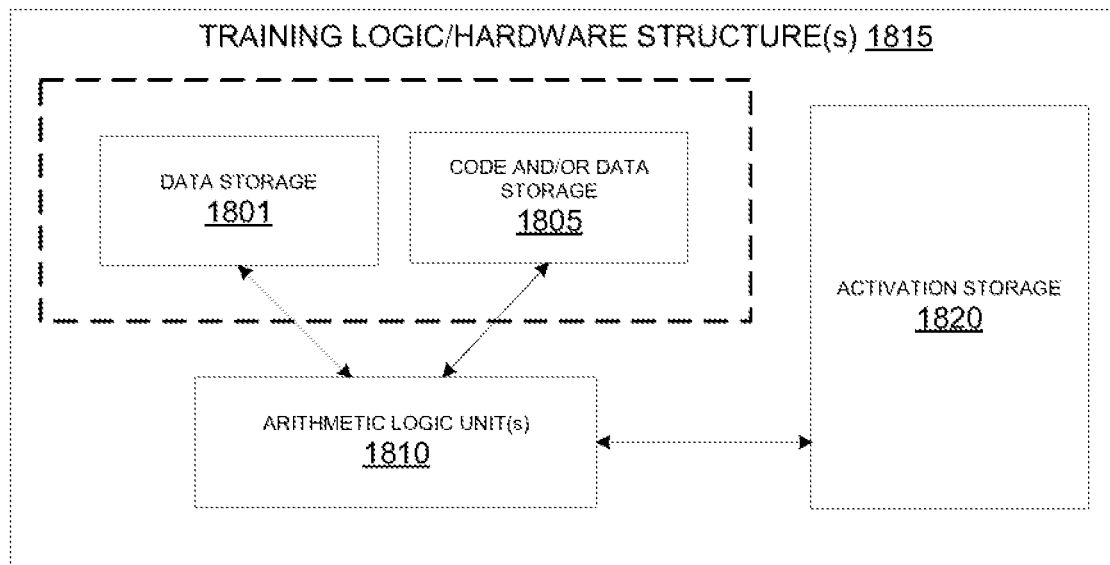 TRAINING LOGIC/HARDWARE STRUCTURE(s) 1815
DATA STORAGE
1801
CODE AND/OR DATA
STORAGE
1805
ACTIVATION STORAGE
1820
ARITHMETIC LOGIC UNIT(s)
1810